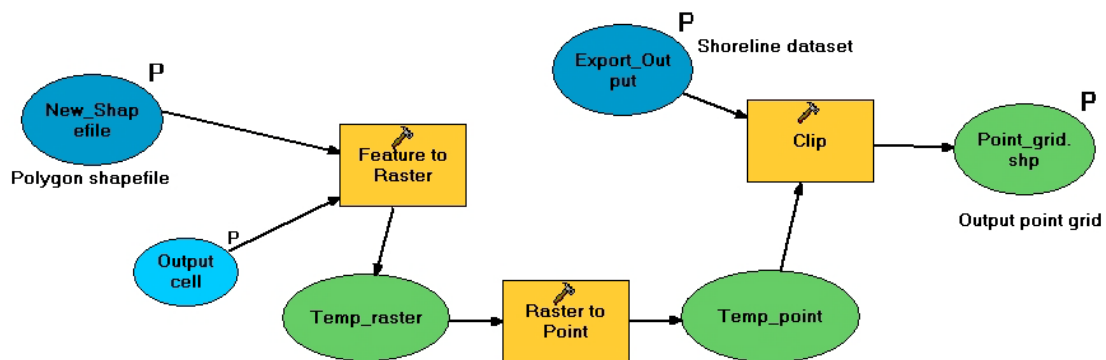 P
New_Shap
efile
Polygon shapefile
P
Output
cell
Feature to
Raster
Temp_raster
Raster to
Point
Temp_point
P
Shoreline dataset
Export_Out
put
Clip
P
Point_grid.
shp
Output point grid